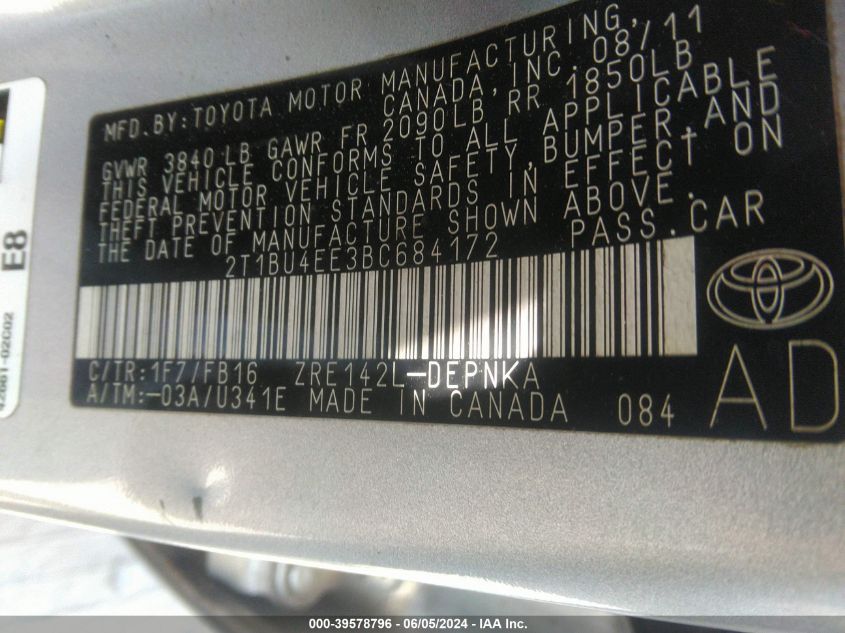 MFD.BY:TOYOTA MOTOR MANUFACTURING,
CANADA,INC. 08/11
GVWR 3840 LB GAWR FR 2090LB RR 1850LB
THIS VEHICLE CONFORMS TO ALL APPLICABLE
FEDERAL MOTOR VEHICLE SAFETY,BUMPER,AND
THEFT PREVENTION STANDARDS IN EFFECT ON
THE DATE OF MANUFACTURE SHOWN ABOVE.
2T1BU4EE3BC684172 PASS.CAR
C/TR:1F7/FB16 ZRE142L-DEPNKA
A/TM:-03A/U341E MADE IN CANADA 084
AD
E8
42661-02C02
000-39578796 - 06/05/2024 - IAA Inc.